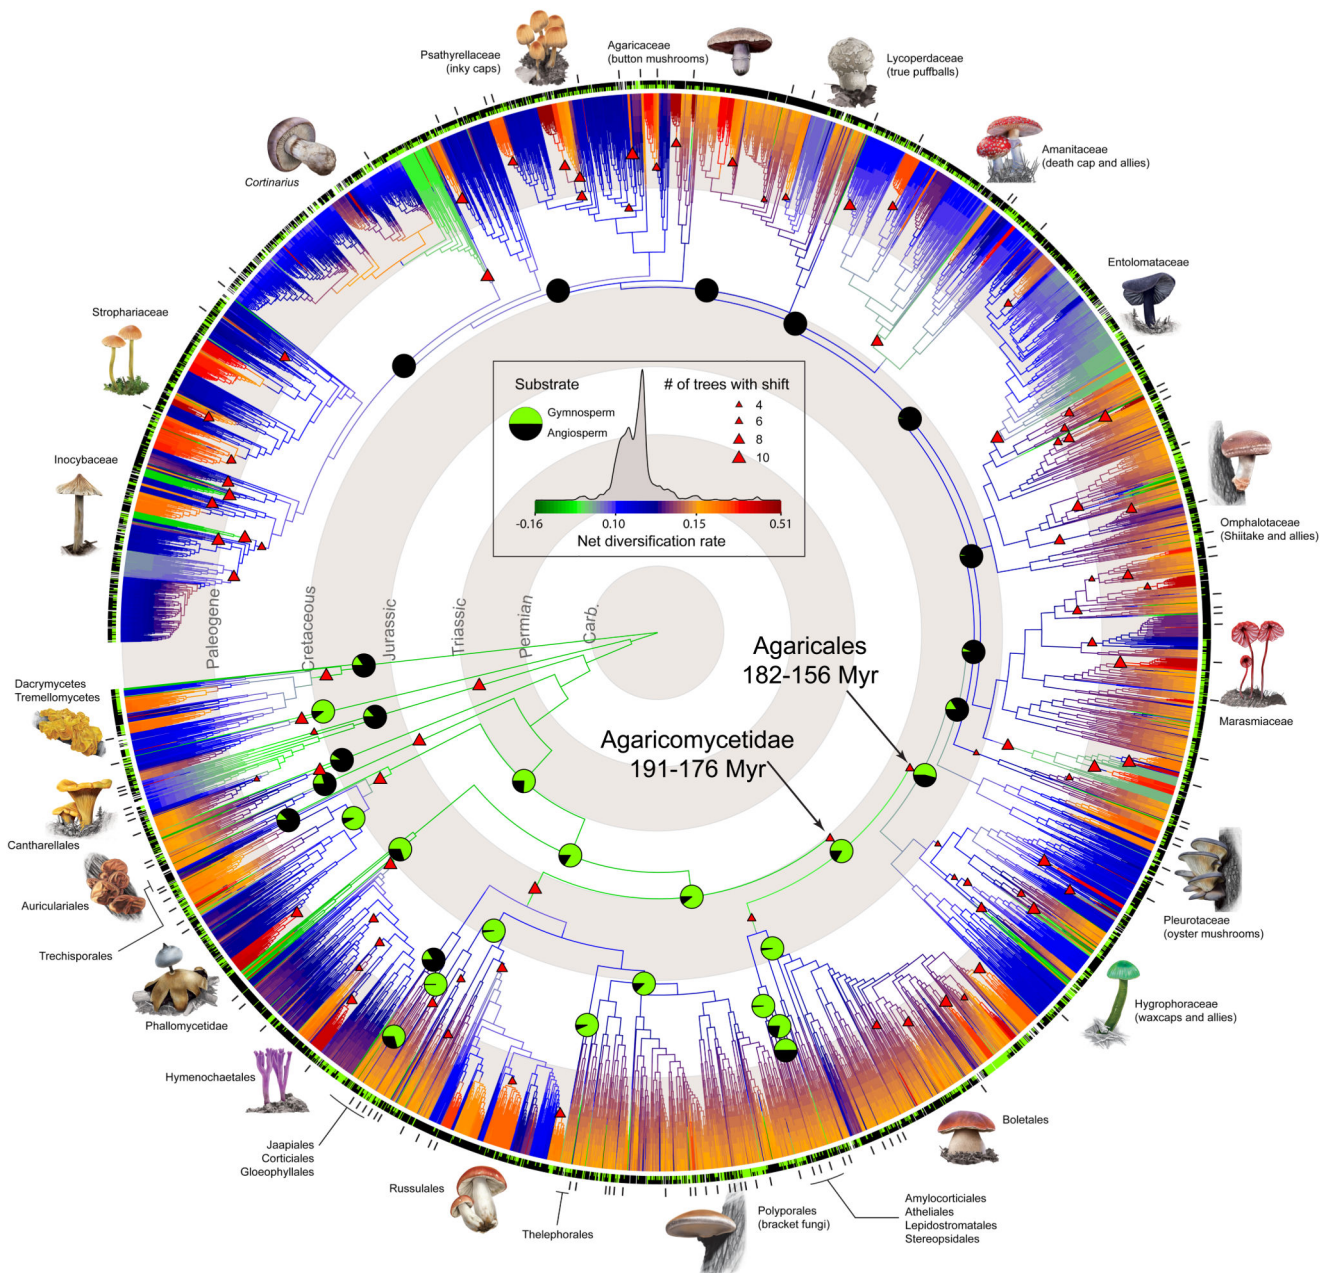 Psathyrellaceae
(inky caps)
Agaricaceae
(button mushrooms)
Lycoperdaceae
(true puffballs)
Amanitaceae
(death cap and allies)
Cortinarius
Entolomataceae
Strophariaceae
Inocybaceae
Omphalotaceae
(Shiitake and allies)
Marasmiaceae
Substrate
Gymnosperm
Angiosperm
# of trees with shift
4
6
8
10
-0.16
0.10
0.15
0.51
Net diversification rate
Paleogene
Cretaceous
Jurassic
Triassic
Permian
Carb.
Agaricales
182-156 Myr
Agaricomycetidae
191-176 Myr
Dacrymycetes
Tremellomycetes
Cantharellales
Auriculariales
Trechisporales
Phallomycetidae
Hymenochaetales
Jaapiales
Corticiales
Gloeophyllales
Russulales
Thelephorales
Polyporales
(bracket fungi)
Amylocorticiales
Atheliales
Lepidostromatales
Stereopsidales
Boletales
Hygrophoraceae
(waxcaps and allies)
Pleurotaceae
(oyster mushrooms)